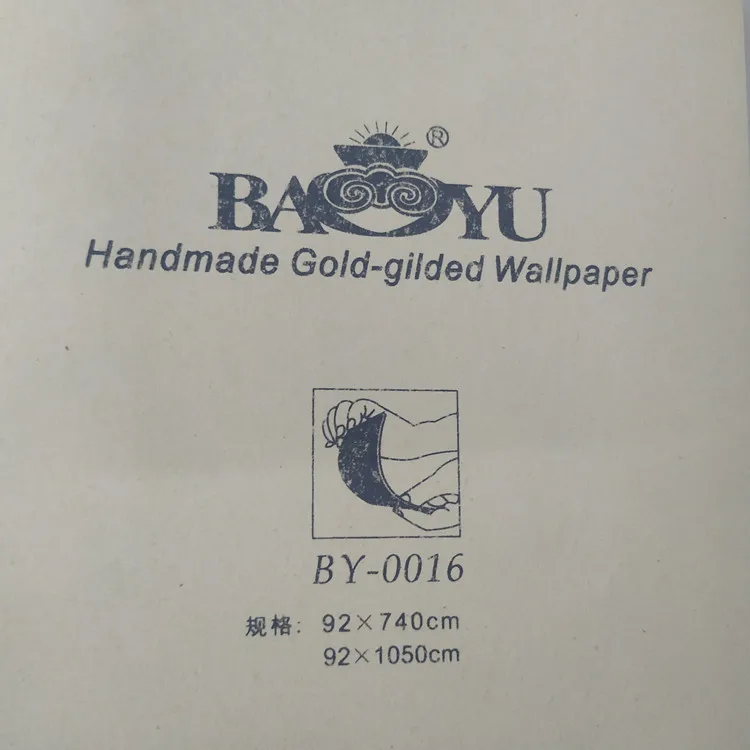 BAOYU®
Handmade Gold-gilded Wallpaper
BY-0016
规格: 92×740cm
92×1050cm